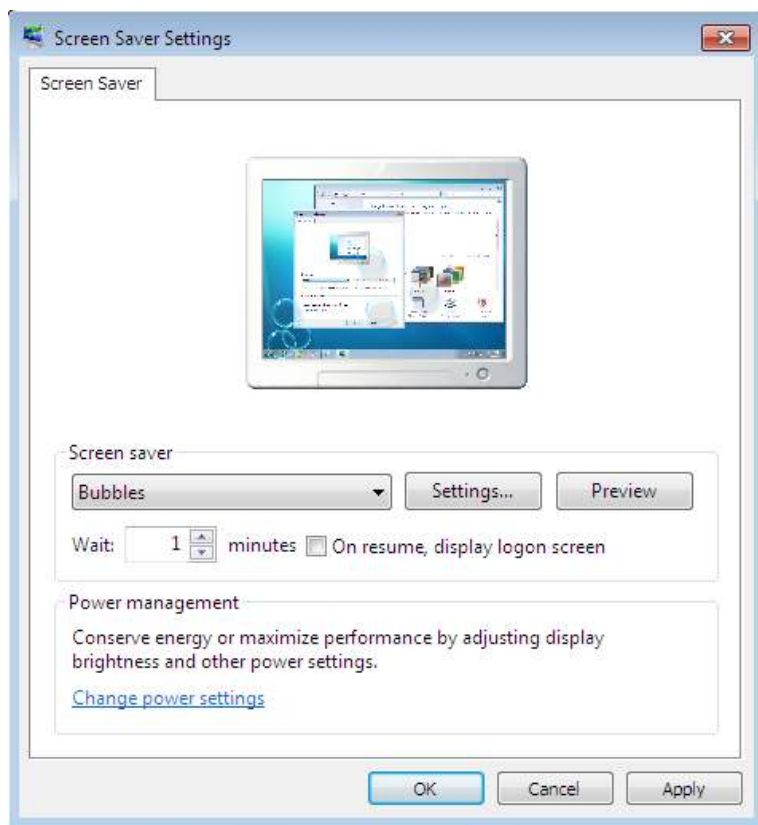 Screen Saver Settings
Screen Saver
Screen saver
Bubbles
Settings...
Preview
Wait: 1 minutes On resume, display logon screen
Power management
Conserve energy or maximize performance by adjusting display
brightness and other power settings.
Change power settings
OK
Cancel
Apply